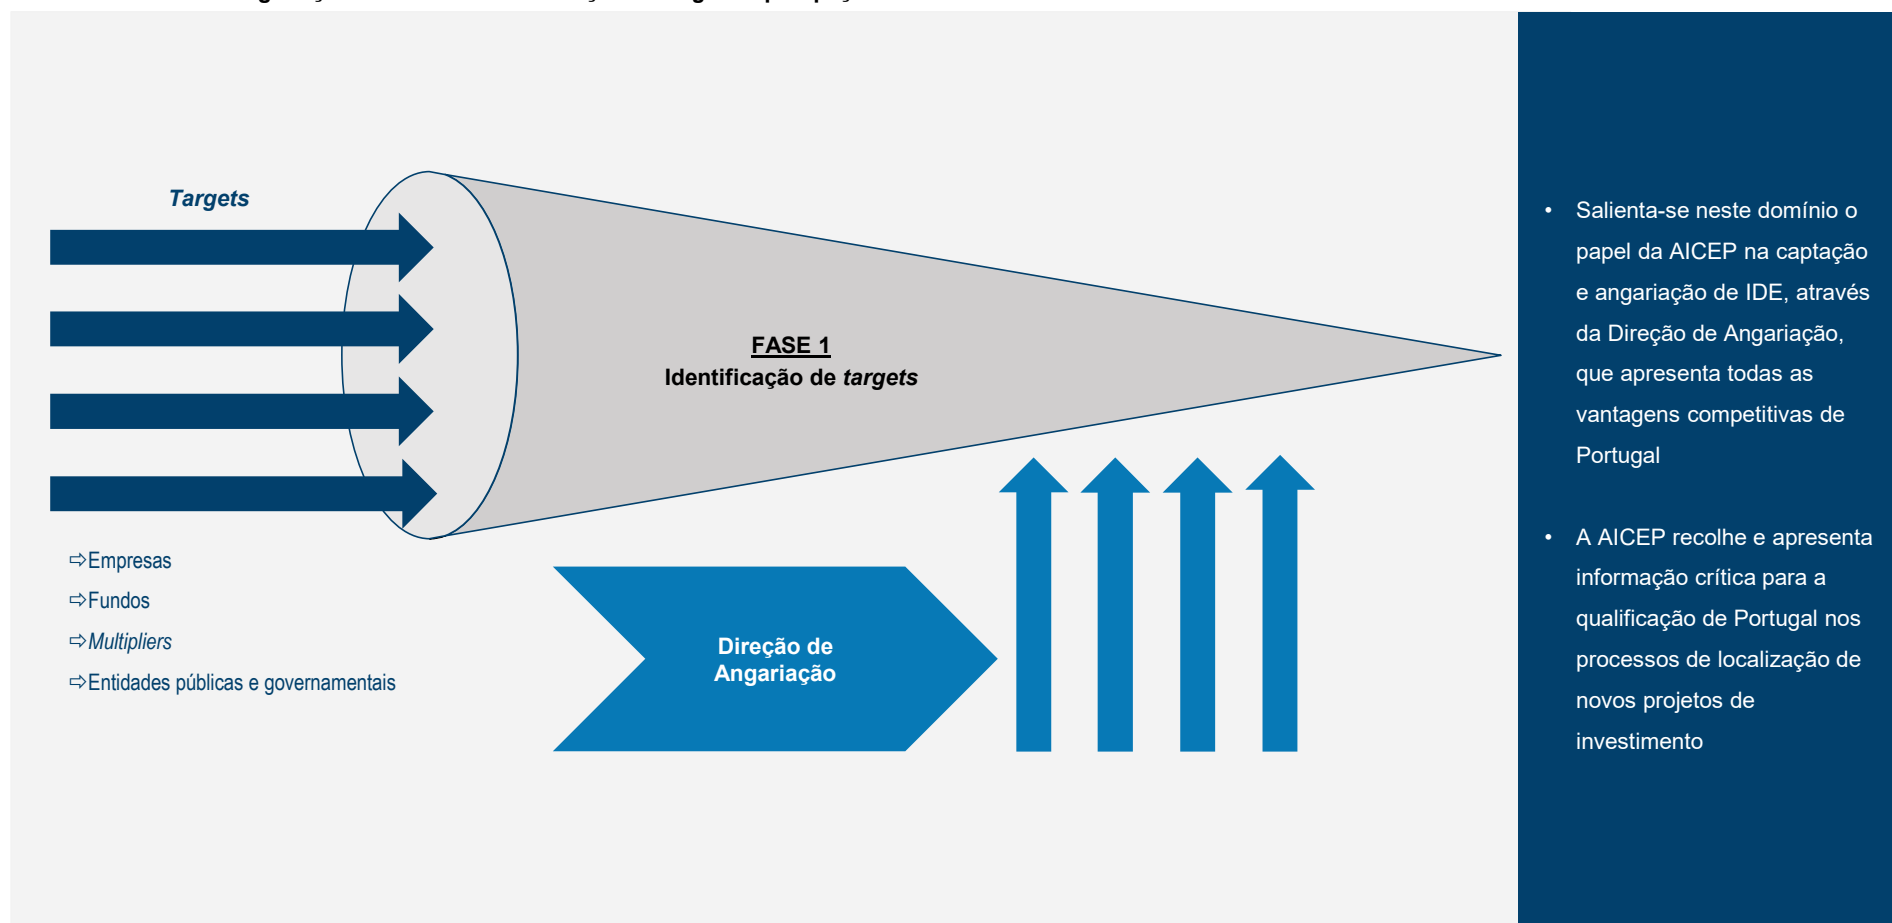 Targets
FASE 1
Identificação de targets
⇨Empresas
⇨Fundos
⇨Multipliers
⇨Entidades públicas e governamentais
Direção de
Angariação
• Salienta-se neste domínio o
papel da AICEP na captação
e angariação de IDE, através
da Direção de Angariação,
que apresenta todas as
vantagens competitivas de
Portugal
• A AICEP recolhe e apresenta
informação crítica para a
qualificação de Portugal nos
processos de localização de
novos projetos de
investimento